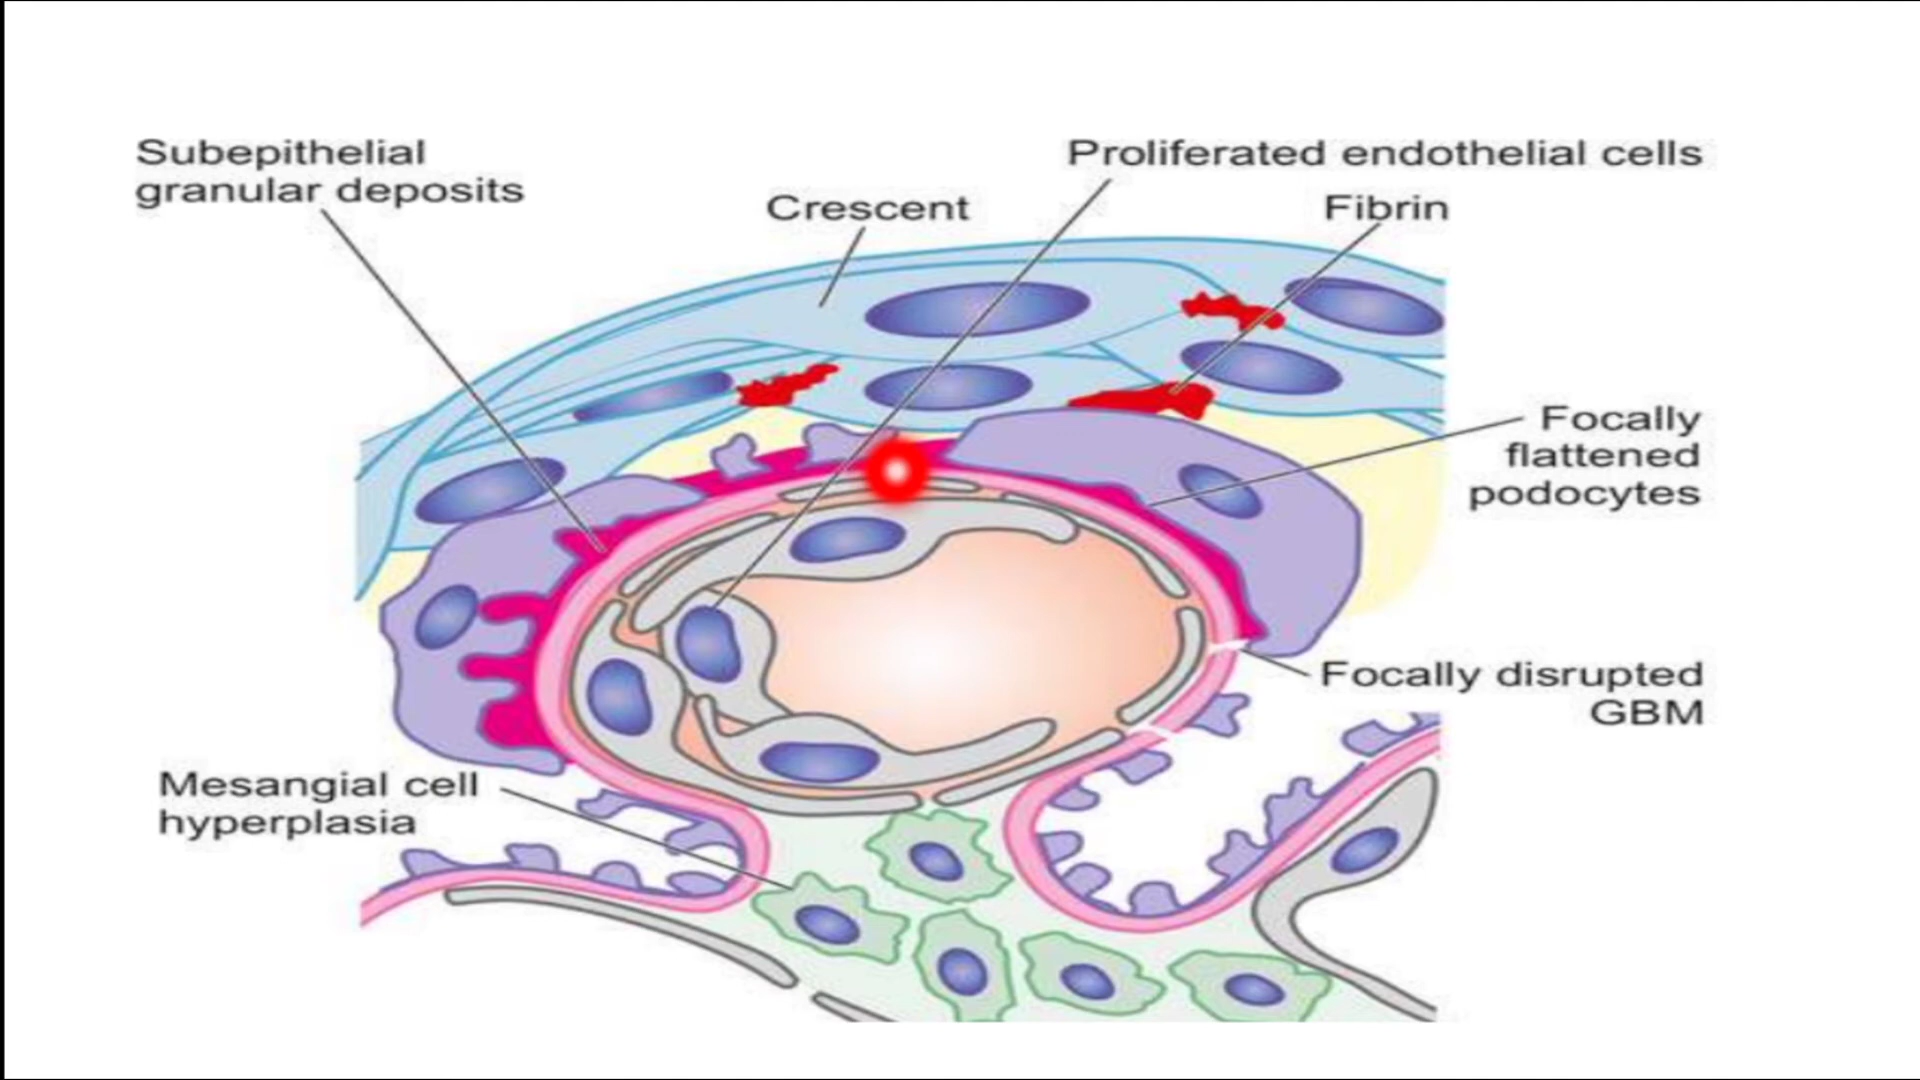 Subepithelial
granular deposits
Crescent
Proliferated endothelial cells
Fibrin
Focally
flattened
podocytes
Focally disrupted
GBM
Mesangial cell
hyperplasia